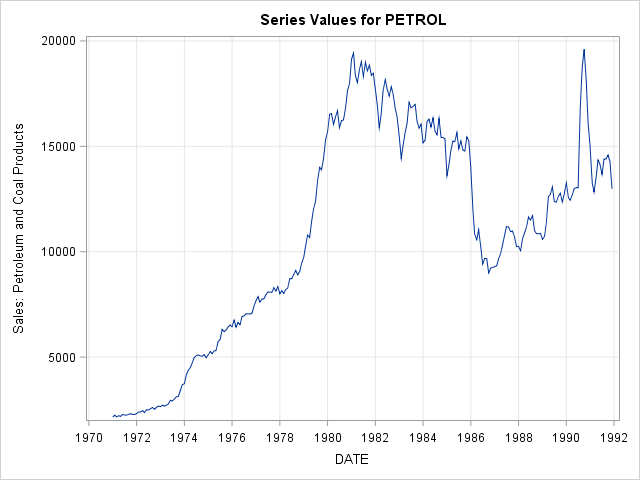 Series Values for PETROL
Sales: Petroleum and Coal Products
20000
15000
10000
5000
1970 1972 1974 1976 1978 1980 1982 1984 1986 1988 1990 1992
DATE